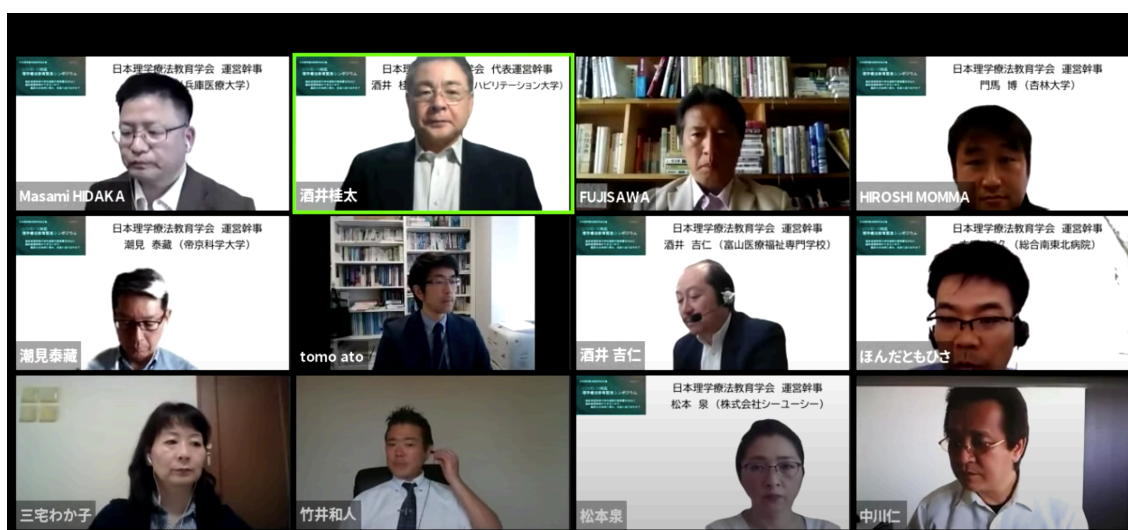 日本理学療法教育学会 運営幹事
兵庫医療大学)
Masami HIDAKA
会 代表運営幹事
酒井
ハビリテーション大学)
酒井桂太
FUJISAWA
日本理学療法教育学会 運営幹事
門馬 博(杏林大学)
HIROSHI MOMMA
日本理学療法教育学会 運営幹事
潮見 泰藏(帝京科学大学)
潮見泰藏
tomo ato
日本理学療法教育学会 運営幹事
酒井 吉仁(富山医療福祉専門学校)
酒井 吉仁
日本理学療法教育学会 運営幹事
久(総合南東北病院)
ほんだともひさ
三宅わか子
竹井和人
日本理学療法教育学会 運営幹事
松本 泉(株式会社シーユーシー)
松本泉
中川仁